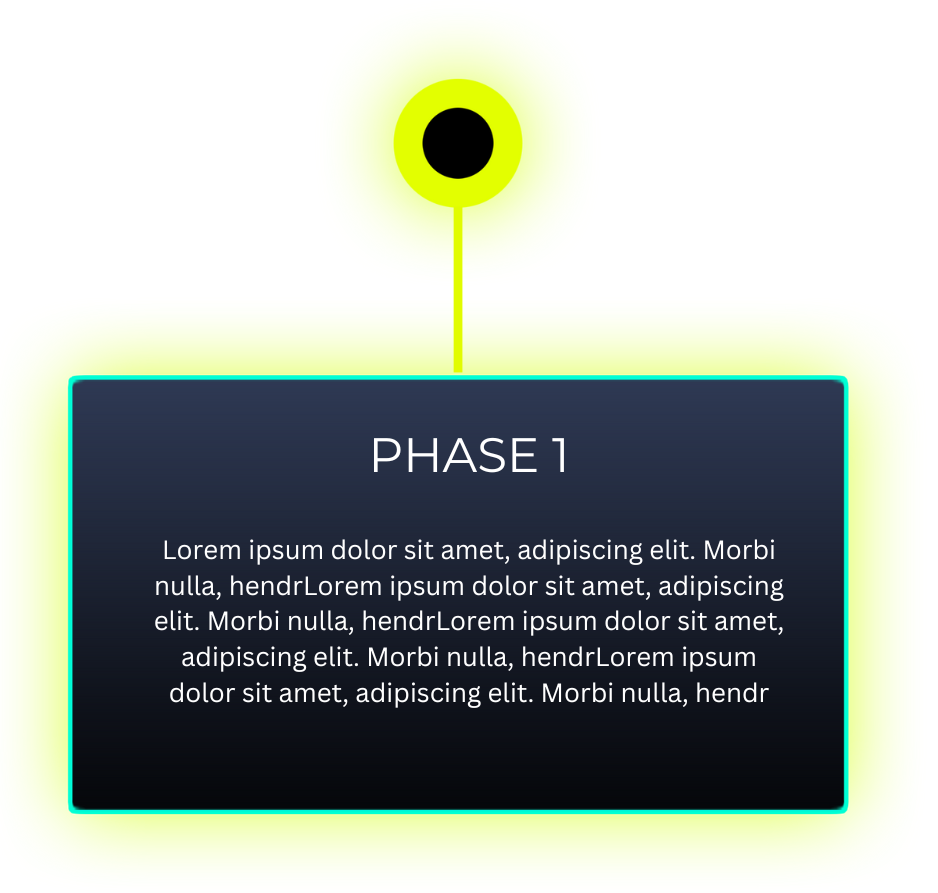 PHASE 1
Lorem ipsum dolor sit amet, adipiscing elit. Morbi
nulla, hendrLorem ipsum dolor sit amet, adipiscing
elit. Morbi nulla, hendrLorem ipsum dolor sit amet,
adipiscing elit. Morbi nulla, hendrLorem ipsum
dolor sit amet, adipiscing elit. Morbi nulla, hendr